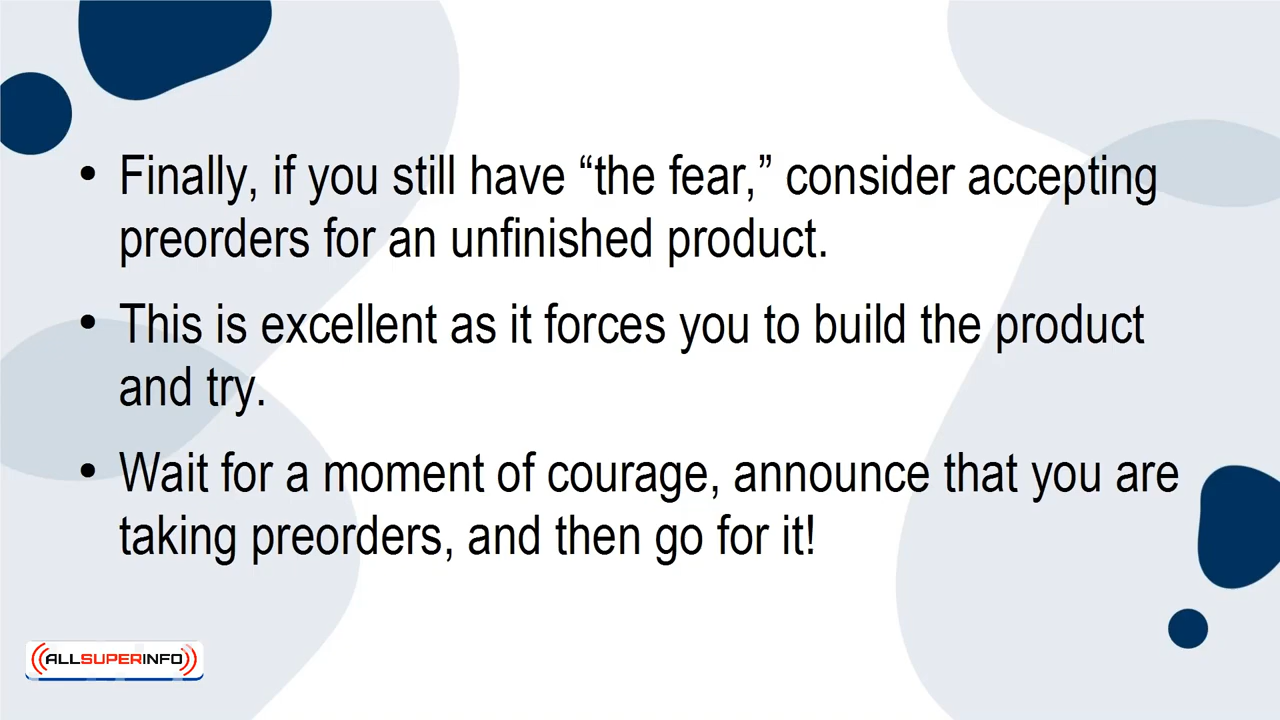 • Finally, if you still have “the fear,” consider accepting
preorders for an unfinished product.
• This is excellent as it forces you to build the product
and try.
• Wait for a moment of courage, announce that you are
taking preorders, and then go for it!
ALLSUPERINFO